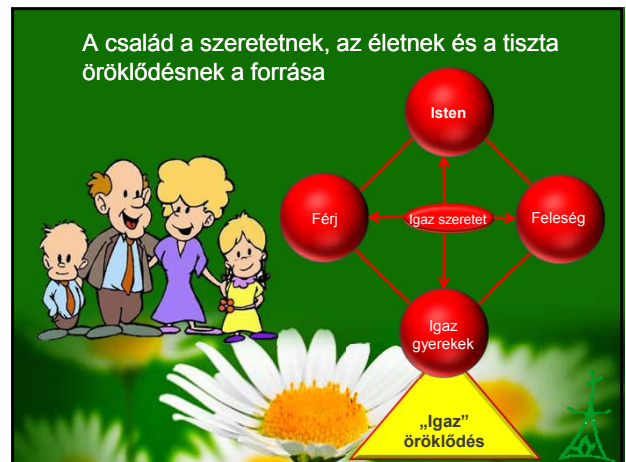 A család a szeretetnek, az életnek és a tiszta
öröklődésnek a forrása
Isten
Férj
Igaz szeretet
Feleség
Igaz
gyerekek
„Igaz”
öröklődés